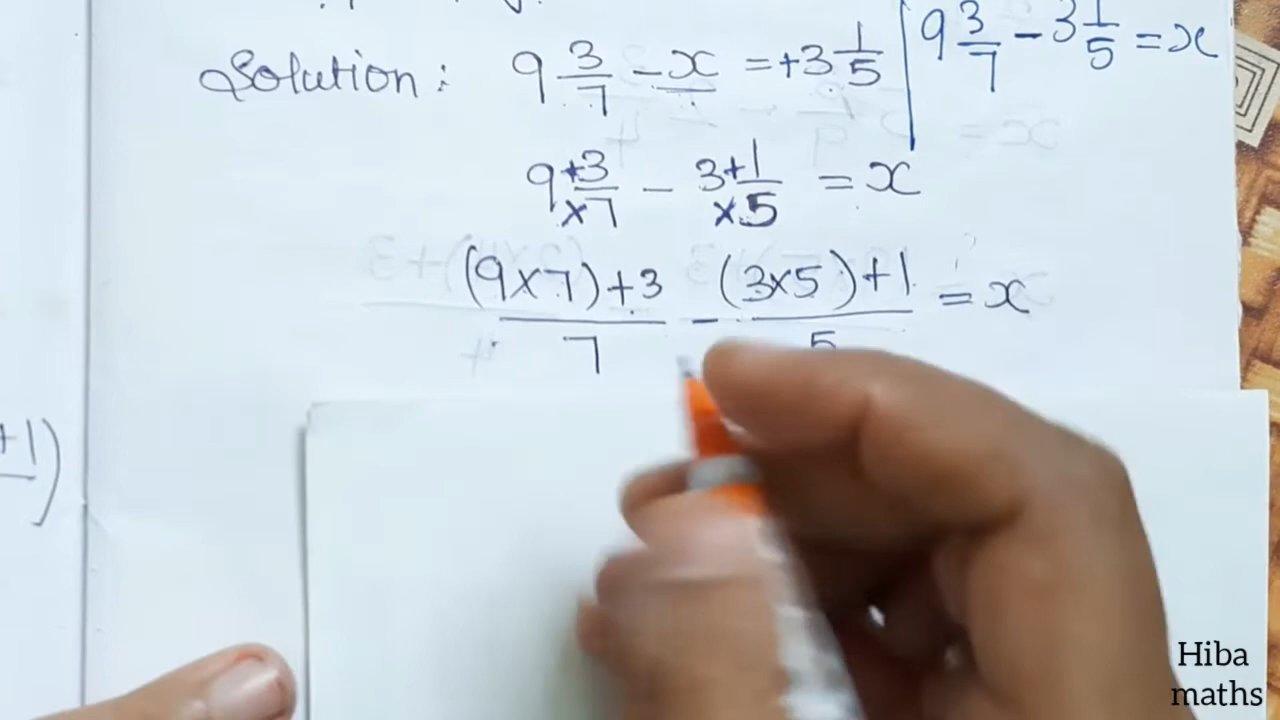 Solution: 9 3/7 - x = +3 1/5 | 9 3/7 - 3 1/5 = x
9 + 3 / × 7 - 3 + 1 / × 5 = x
(9×7)+3 / 7 - (3×5)+1 / 5 = x
+1)
Hiba
maths